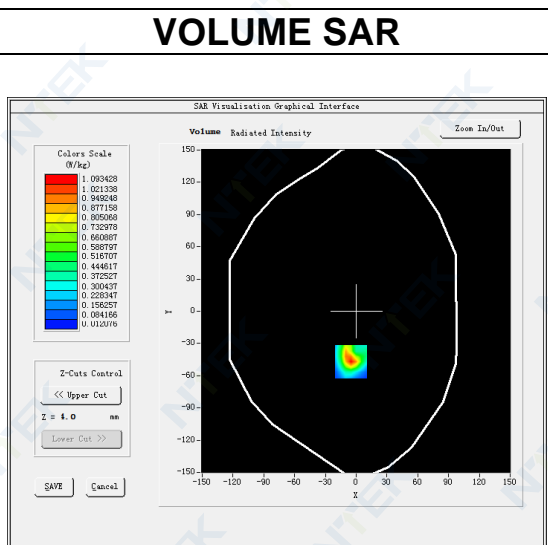 VOLUME SAR
SAR Visualisation Graphical Interface
Volume Radiated Intensity
Zoom In/Out
Colors Scale
(W/kg)
1.093428
1.021338
0.949248
0.877158
0.805068
0.732978
0.660887
0.588797
0.516707
0.444617
0.372527
0.300437
0.228347
0.156257
0.084166
0.012076
150
120
90
60
30
0
-30
-60
-90
-120
-150
Y
-150 -120 -90 -60 -30 0 30 60 90 120 150
X
Z-Cuts Control
<< Upper Cut
Z = 4.0 mm
Lower Cut >>
SAVE
Cancel
NTEK